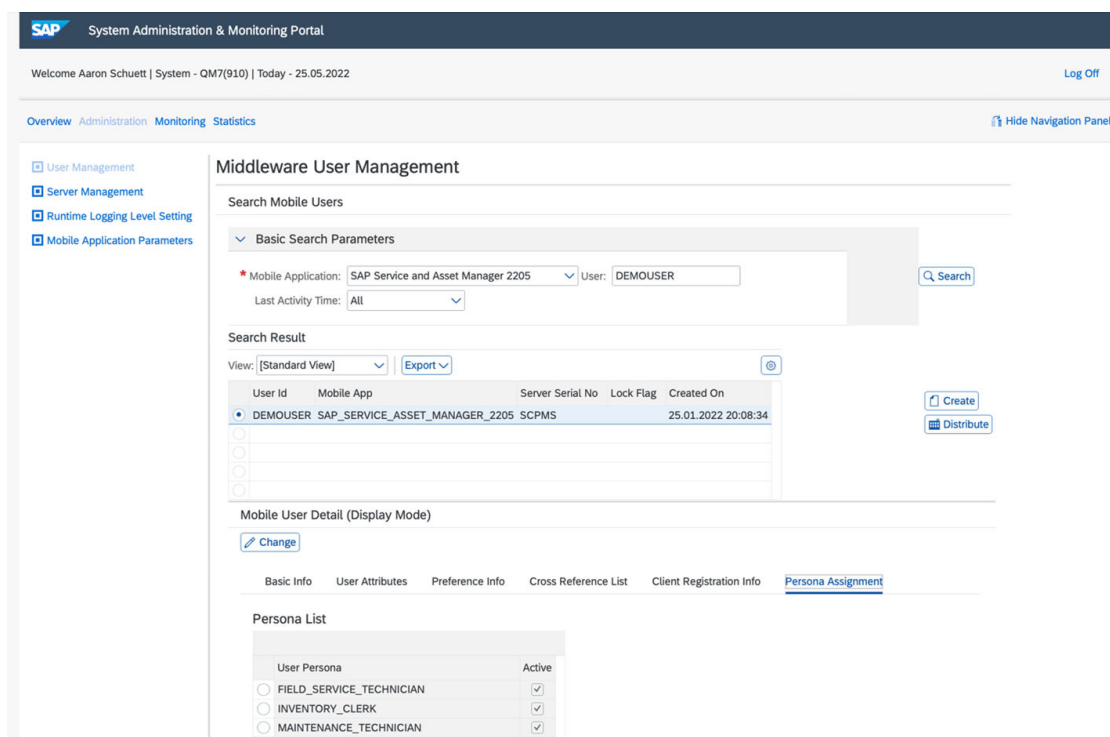 SAP System Administration & Monitoring Portal
Welcome Aaron Schuett | System - QM7(910) | Today - 25.05.2022 Log Off
Overview Administration Monitoring Statistics Hide Navigation Panel
User Management
Server Management
Runtime Logging Level Setting
Mobile Application Parameters
Middleware User Management
Search Mobile Users
Basic Search Parameters
* Mobile Application: SAP Service and Asset Manager 2205 User: DEMOUSER Search
Last Activity Time: All
Search Result
View: [Standard View] Export
User Id Mobile App Server Serial No Lock Flag Created On
DEMOUSER SAP_SERVICE_ASSET_MANAGER_2205 SCPMS 25.01.2022 20:08:34
Create
Distribute
Mobile User Detail (Display Mode)
Change
Basic Info User Attributes Preference Info Cross Reference List Client Registration Info Persona Assignment
Persona List
User Persona Active
FIELD_SERVICE_TECHNICIAN
INVENTORY_CLERK
MAINTENANCE_TECHNICIAN